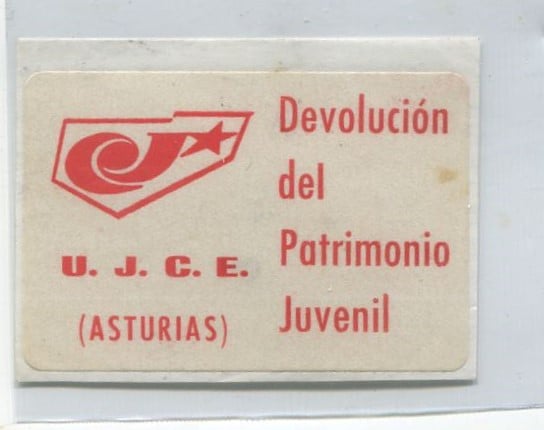 U. J. C. E.
(ASTURIAS)
Devolución
del
Patrimonio
Juvenil